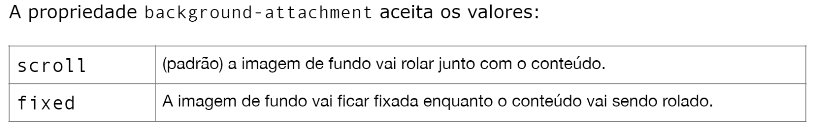 A propriedade background-attachment aceita os valores:
scroll (padrão) a imagem de fundo vai rolar junto com o conteúdo.
fixed A imagem de fundo vai ficar fixada enquanto o conteúdo vai sendo rolado.